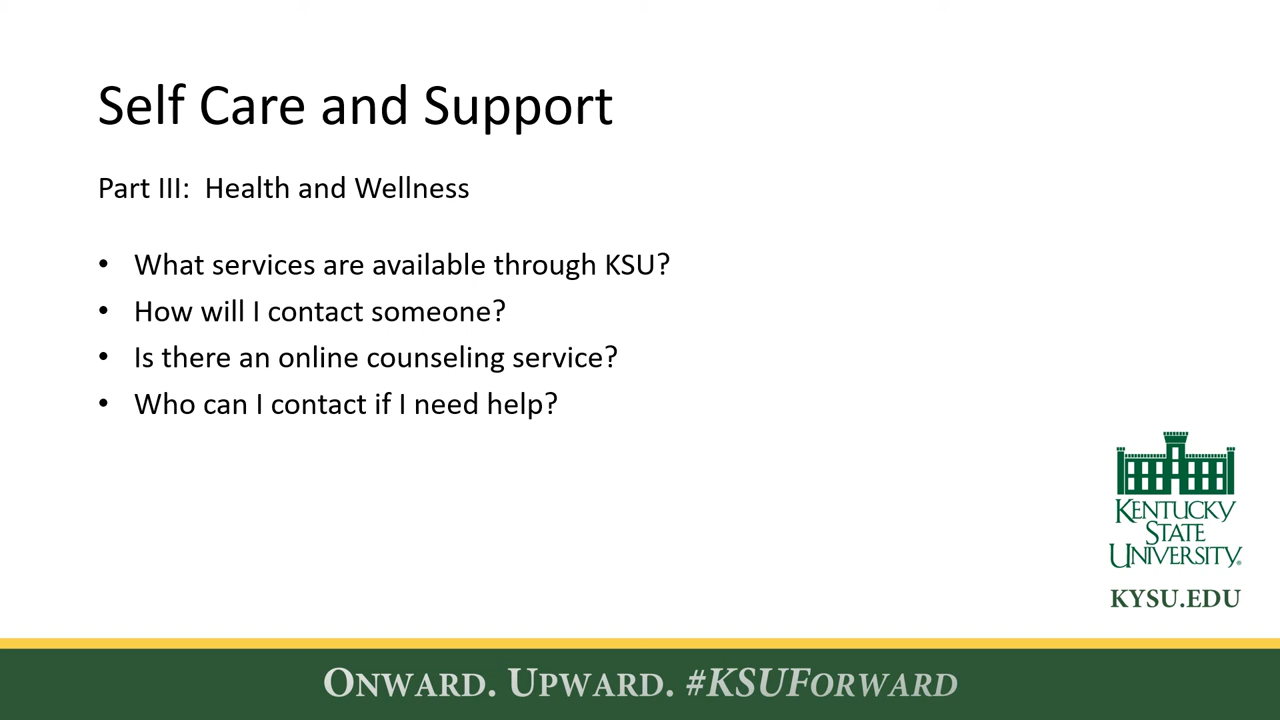 Self Care and Support
Part III:  Health and Wellness
• What services are available through KSU?
• How will I contact someone?
• Is there an online counseling service?
• Who can I contact if I need help?
KENTUCKY
STATE
UNIVERSITY®
KYSU.EDU
ONWARD. UPWARD. #KSUFORWARD